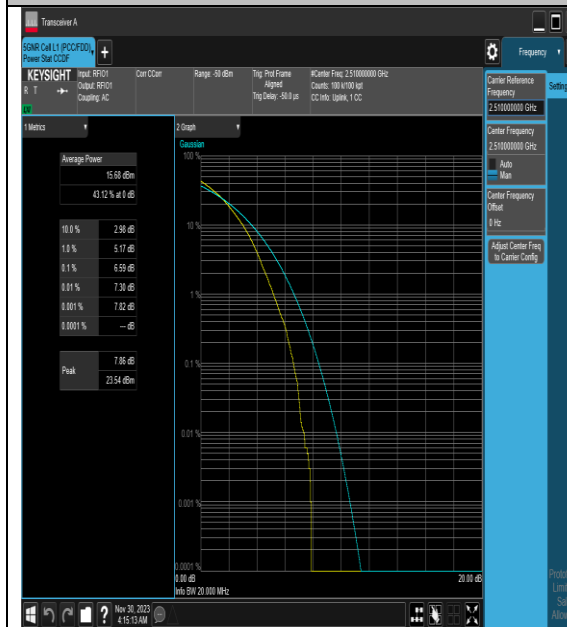 Transceiver A
5GNR Cell L1 (PCC/FDD)
Power Stat CCDF
Frequency
KEYSIGHT
R T
Input: RFIO1
Output: RFIO1
Coupling: AC
Corr CCorr
Range: -50 dBm
Trig: Prot Frame
Aligned
Trig Delay: -50.0 µs
#Center Freq: 2.510000000 GHz
Counts: 100 k/100 kpt
CC Info: Uplink, 1 CC
1 Metrics
Average Power
15.68 dBm
43.12 % at 0 dB
10.0 % 2.98 dB
1.0 % 5.17 dB
0.1 % 6.59 dB
0.01 % 7.30 dB
0.001 % 7.82 dB
0.0001 % --- dB
Peak
7.86 dB
23.54 dBm
2 Graph
Gaussian
100 %
10 %
1 %
0.1 %
0.01 %
0.001 %
0.0001 %
0.00 dB
20.00 dB
Info BW 20.000 MHz
Carrier Reference
Frequency
2.510000000 GHz
Center Frequency
2.510000000 GHz
Auto
Man
Center Frequency
Offset
0 Hz
Adjust Center Freq
to Carrier Config
Setting
Nov 30, 2023
4:15:13 AM